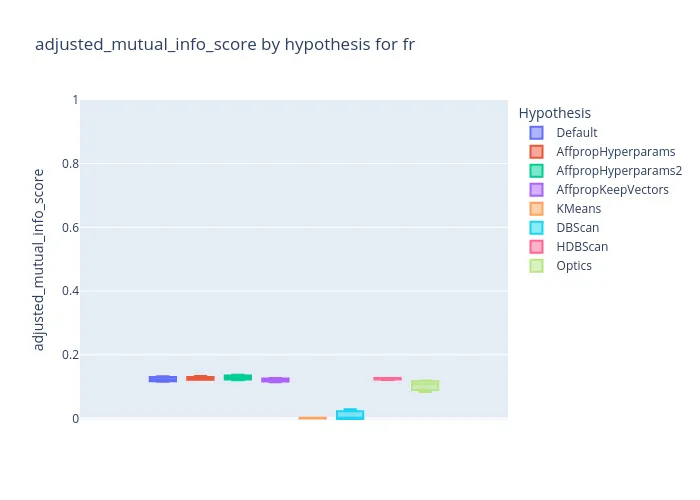 adjusted_mutual_info_score by hypothesis for fr
adjusted_mutual_info_score
1
0.8
0.6
0.4
0.2
0
Hypothesis
Default
AffpropHyperparams
AffpropHyperparams2
AffpropKeepVectors
KMeans
DBScan
HDBScan
Optics